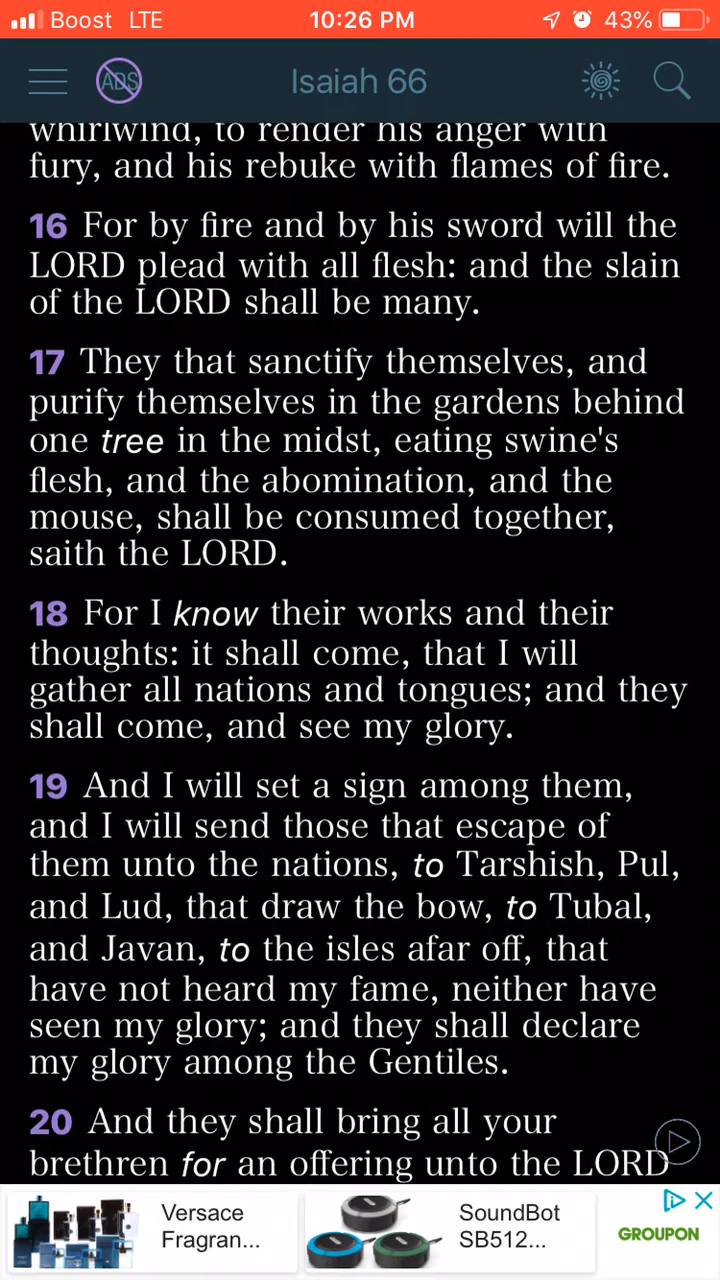 Boost LTE 10:26 PM 43%
ADS Isaiah 66
whirlwind, to render his anger with
fury, and his rebuke with flames of fire.
16 For by fire and by his sword will the
LORD plead with all flesh: and the slain
of the LORD shall be many.
17 They that sanctify themselves, and
purify themselves in the gardens behind
one tree in the midst, eating swine's
flesh, and the abomination, and the
mouse, shall be consumed together,
saith the LORD.
18 For I know their works and their
thoughts: it shall come, that I will
gather all nations and tongues; and they
shall come, and see my glory.
19 And I will set a sign among them,
and I will send those that escape of
them unto the nations, to Tarshish, Pul,
and Lud, that draw the bow, to Tubal,
and Javan, to the isles afar off, that
have not heard my fame, neither have
seen my glory; and they shall declare
my glory among the Gentiles.
20 And they shall bring all your
brethren for an offering unto the LORD
Versace
Fragran...
SoundBot
SB512...
GROUPON